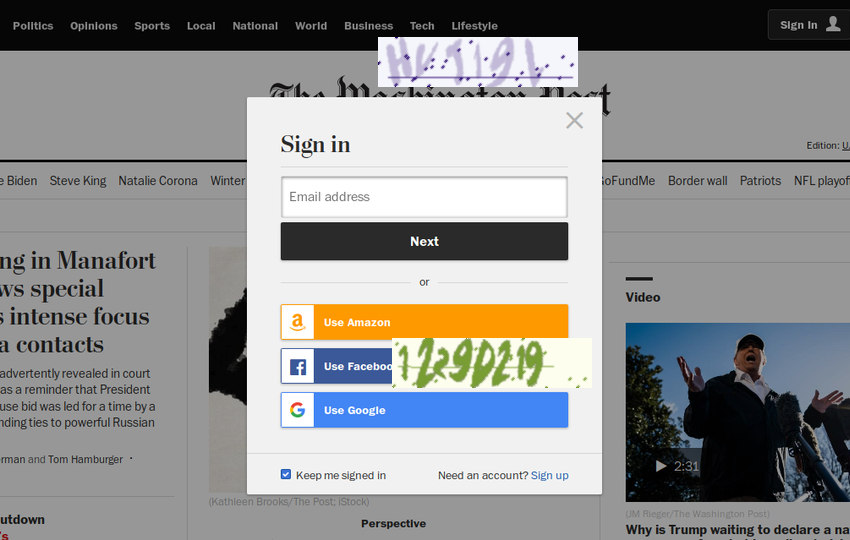 Politics Opinions Sports Local National World Business Tech Lifestyle Sign In
The Washington Post
Edition:
Biden Steve King Natalie Corona Winter GoFundMe Border wall Patriots
Sign in
Email address
Next
or
Use Amazon
Use Facebook
Use Google
Keep me signed in Need an account? Sign up
ng in Manafort
ws special
s intense focus
a contacts
advertently revealed in court
as a reminder that President
use bid was led for a time by a
nding ties to powerful Russian
rman and Tom Hamburger
utdown
(Kathleen Brooks/The Post; iStock)
Perspective
Video
2:31
(JM Rieger/The Washington Post)
Why is Trump waiting to declare a na